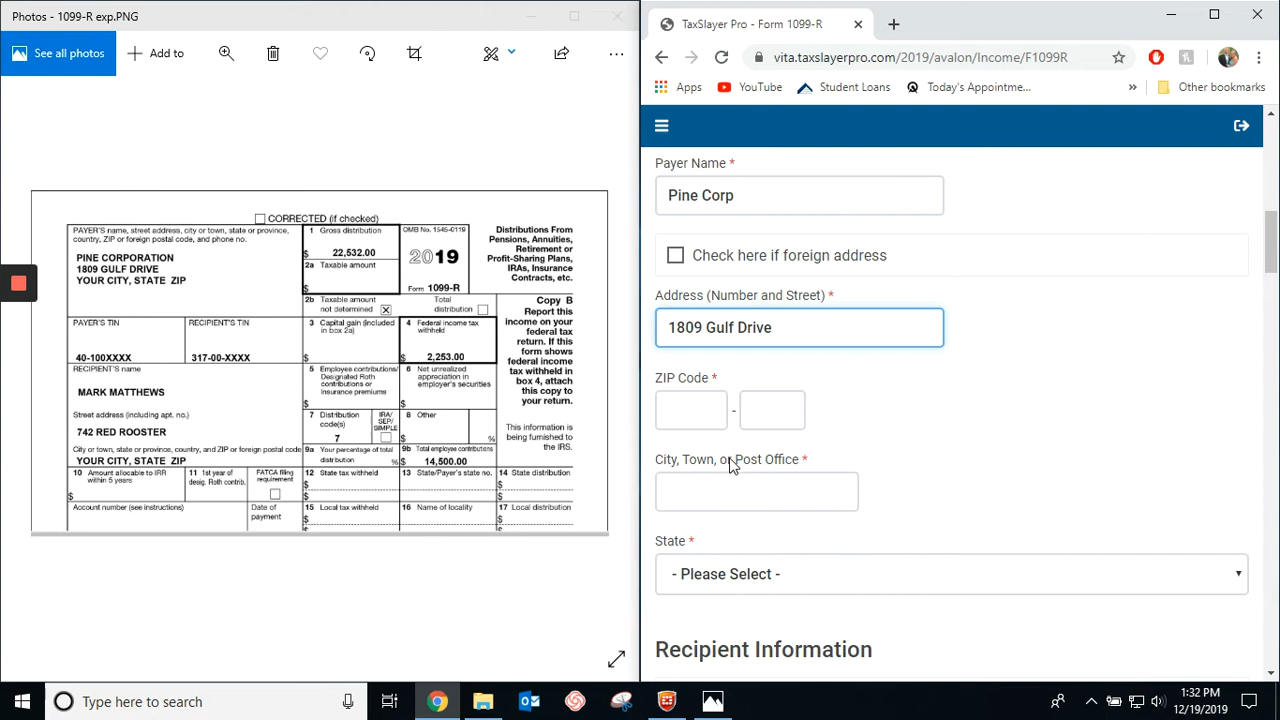 Photos - 1099-R exp.PNG
See all photos
Add to
CORRECTED (if checked)
PAYER'S name, street address, city or town, state or province,
country, ZIP or foreign postal code, and phone no.
PINE CORPORATION
1809 GULF DRIVE
YOUR CITY, STATE ZIP
1 Gross distribution
$ 22,532.00
2a Taxable amount
$
OMB No. 1545-0119
2019
Form 1099-R
Distributions From
Pensions, Annuities,
Retirement or
Profit-Sharing Plans,
IRAs, Insurance
Contracts, etc.
2b Taxable amount
not determined X
Total
distribution
Copy B
Report this
income on your
federal tax
return. If this
form shows
federal income
tax withheld in
box 4, attach
this copy to
your return.
This information is
being furnished to
the IRS.
PAYER'S TIN
40-100XXXX
RECIPIENT'S TIN
317-00-XXXX
3 Capital gain (included
in box 2a)
$
4 Federal income tax
withheld
$ 2,253.00
RECIPIENT'S name
MARK MATTHEWS
5 Employee contributions/
Designated Roth
contributions or
insurance premiums
$
6 Net unrealized
appreciation in
employer's securities
$
Street address (including apt. no.)
742 RED ROOSTER
7 Distribution
code(s)
7
IRA/
SEP/
SIMPLE
8 Other
$ %
City or town, state or province, country, and ZIP or foreign postal code
YOUR CITY, STATE ZIP
9a Your percentage of total
distribution %
9b Total employee contributions
$ 14,500.00
10 Amount allocable to IRR
within 5 years
$
11 1st year of
desig. Roth contrib.
FATCA filing
requirement
12 State tax withheld
$
$
13 State/Payer's state no.
14 State distribution
$
$
Account number (see instructions)
Date of
payment
15 Local tax withheld
$
$
16 Name of locality
17 Local distribution
$
$
TaxSlayer Pro - Form 1099-R
vita.taxslayerpro.com/2019/avalon/Income/F1099R
Apps
YouTube
Student Loans
Today's Appointme...
»
Other bookmarks
Payer Name *
Pine Corp
Check here if foreign address
Address (Number and Street) *
1809 Gulf Drive
ZIP Code *
-
City, Town, or Post Office *
State *
- Please Select -
Recipient Information
Type here to search
1:32 PM
12/19/2019